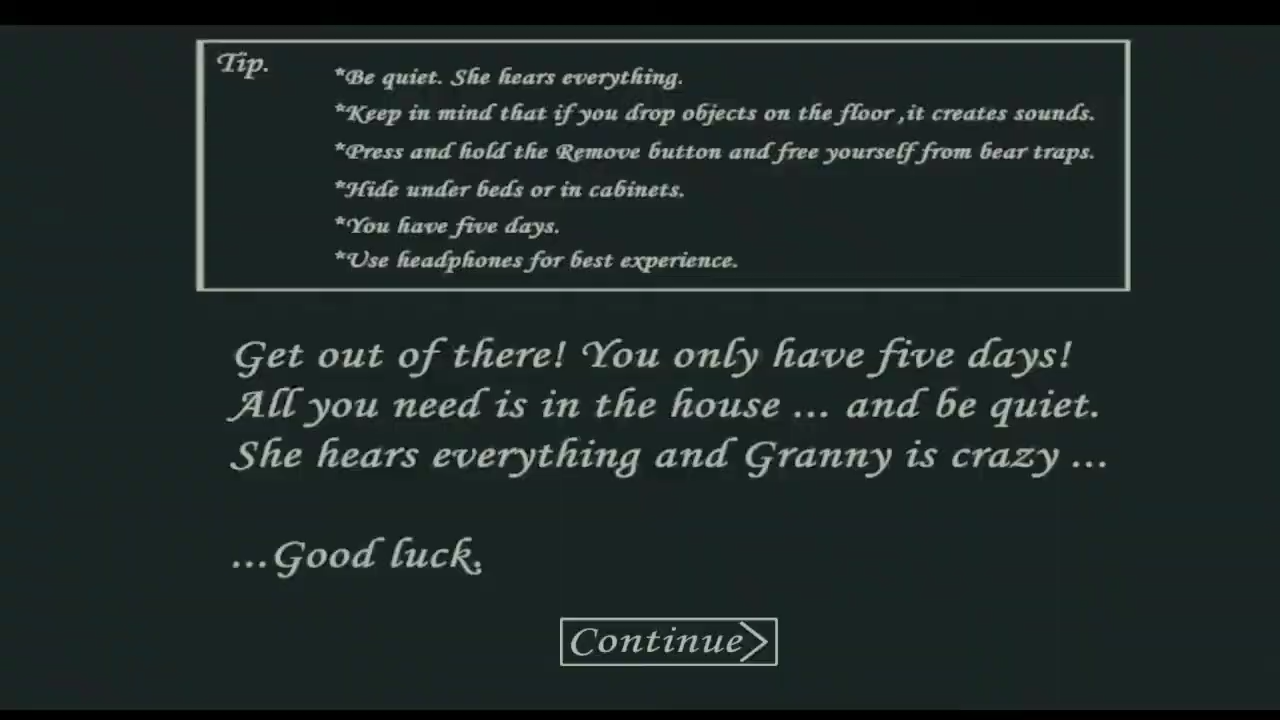 Tip.
*Be quiet. She hears everything.
*Keep in mind that if you drop objects on the floor ,it creates sounds.
*Press and hold the Remove button and free yourself from bear traps.
*Hide under beds or in cabinets.
*You have five days.
*Use headphones for best experience.
Get out of there! You only have five days!
All you need is in the house ... and be quiet.
She hears everything and Granny is crazy ...
...Good luck.
Continue